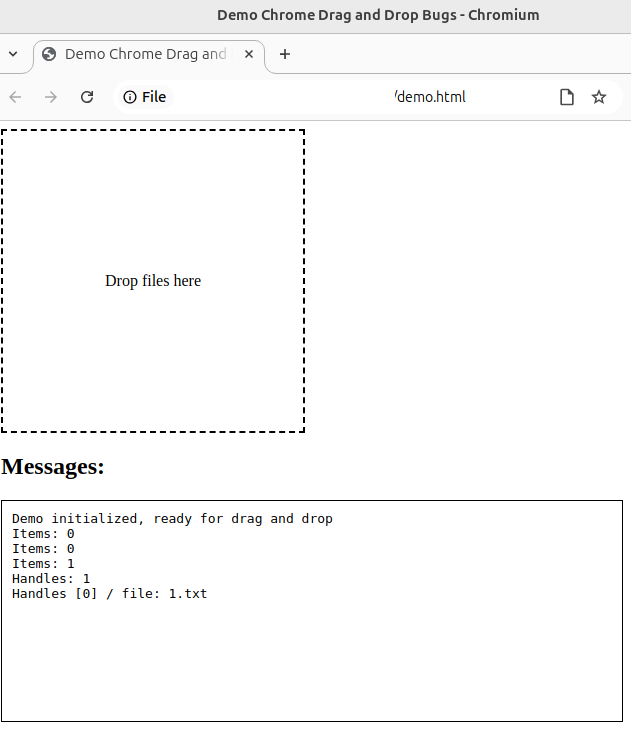 Demo Chrome Drag and Drop Bugs - Chromium
Demo Chrome Drag and
File /demo.html
Drop files here
Messages:
Demo initialized, ready for drag and drop
Items: 0
Items: 0
Items: 1
Handles: 1
Handles [0] / file: 1.txt